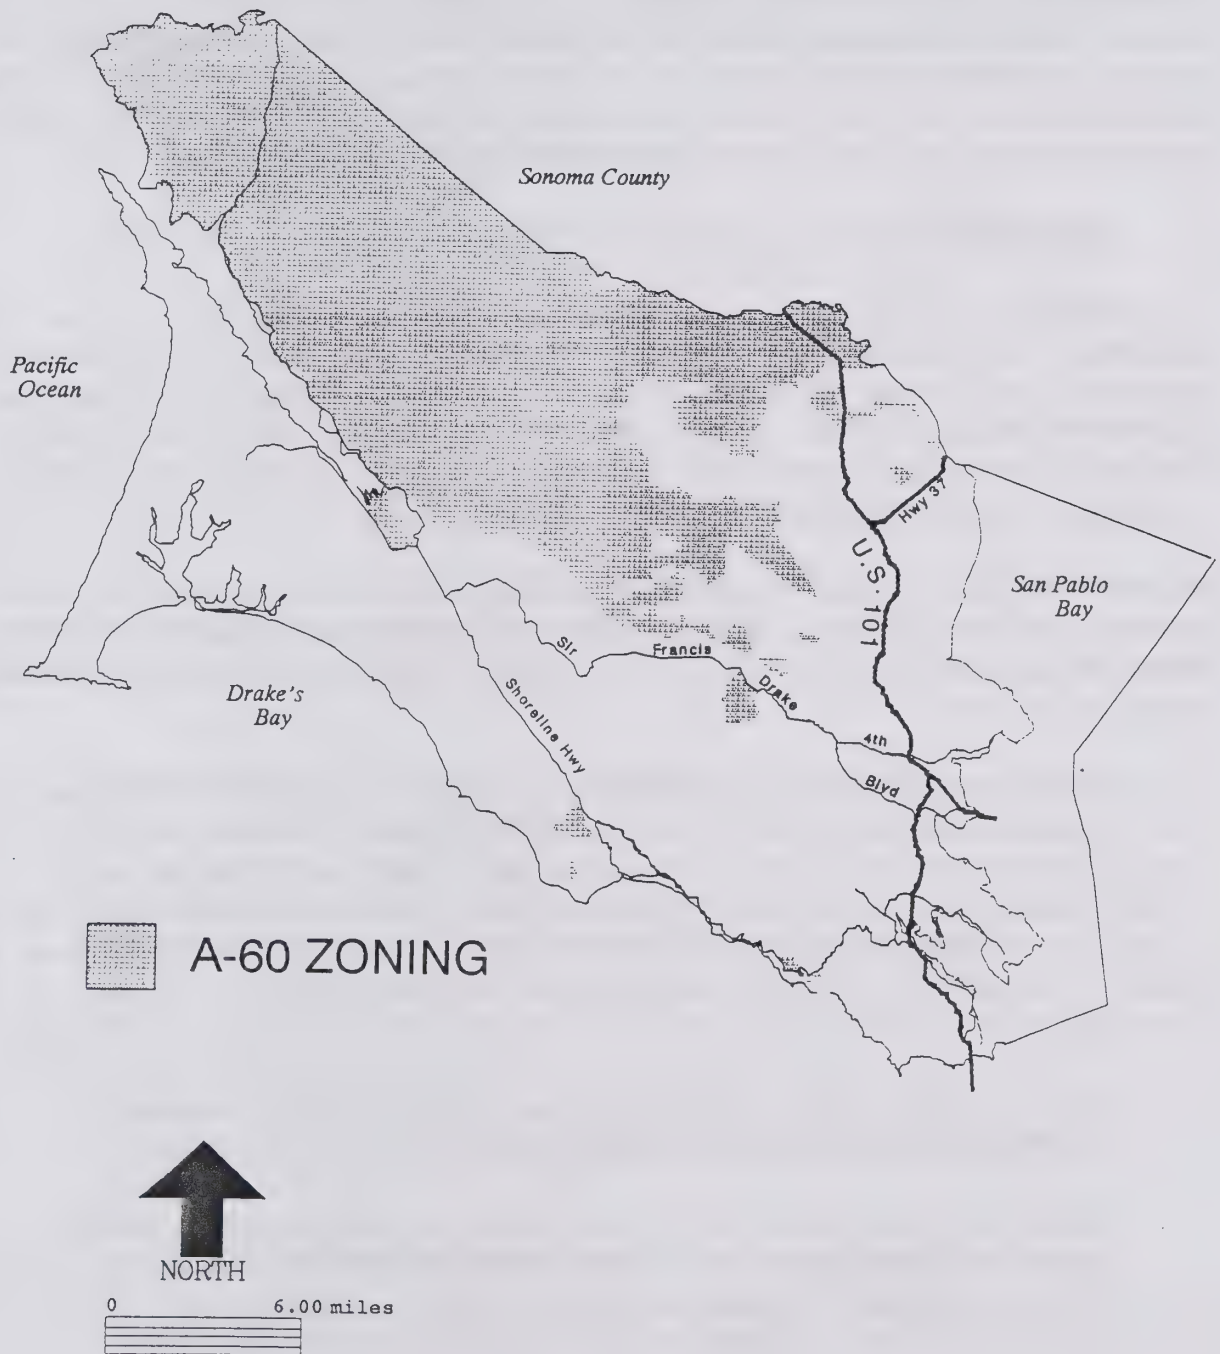 Sonoma County
Pacific
Ocean
Hwy 37
U.S. 101
San Pablo
Bay
Sir
Francis
Drake
Drake's
Bay
Shoreline Hwy
4th
Blvd
A-60 ZONING
NORTH
0 6.00 miles